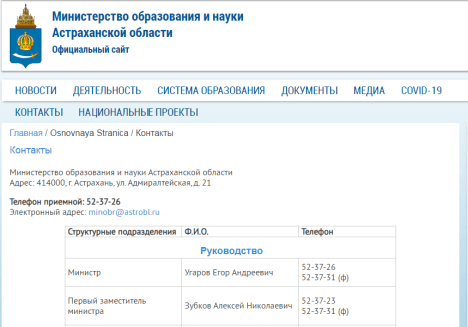 Министерство образования и науки
Астраханской области
Официальный сайт
НОВОСТИ ДЕЯТЕЛЬНОСТЬ СИСТЕМА ОБРАЗОВАНИЯ ДОКУМЕНТЫ МЕДИА COVID-19
КОНТАКТЫ НАЦИОНАЛЬНЫЕ ПРОЕКТЫ
Главная / Osnovnaya Stranica / Контакты
Контакты
Министерство образования и науки Астраханской области
Адрес: 414000, г. Астрахань, ул. Адмиралтейская, д. 21
Телефон приемной: 52-37-26
Электронный адрес: minobr@astrobl.ru
Структурные подразделения Ф.И.О. Телефон
Руководство
Министр Угаров Егор Андреевич 52-37-26
52-37-31 (ф)
Первый заместитель министра Зубков Алексей Николаевич 52-37-23
52-37-31 (ф)